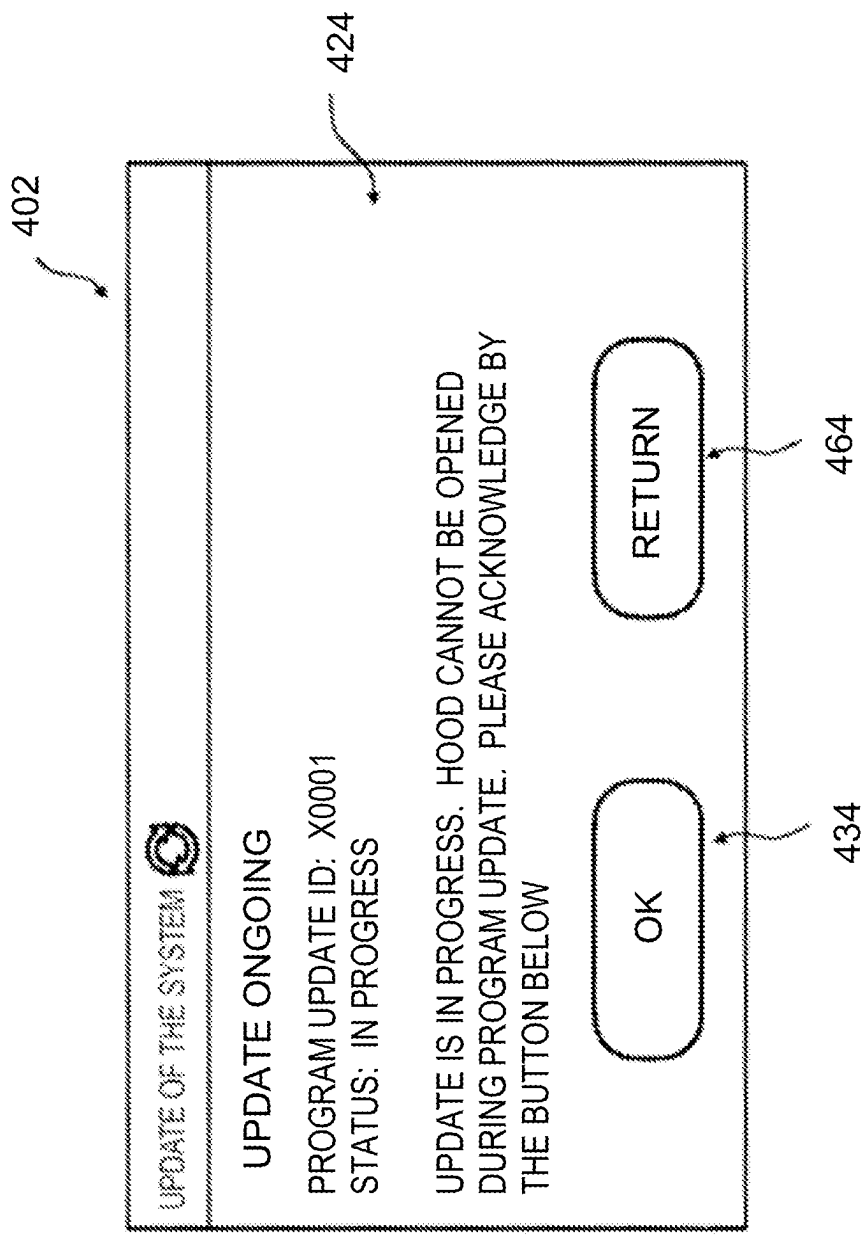 402
424
UPDATE OF THE SYSTEM
UPDATE ONGOING
PROGRAM UPDATE ID: X0001
STATUS: IN PROGRESS
UPDATE IS IN PROGRESS. HOOD CANNOT BE OPENED
DURING PROGRAM UPDATE. PLEASE ACKNOWLEDGE BY
THE BUTTON BELOW
OK
RETURN
434
464